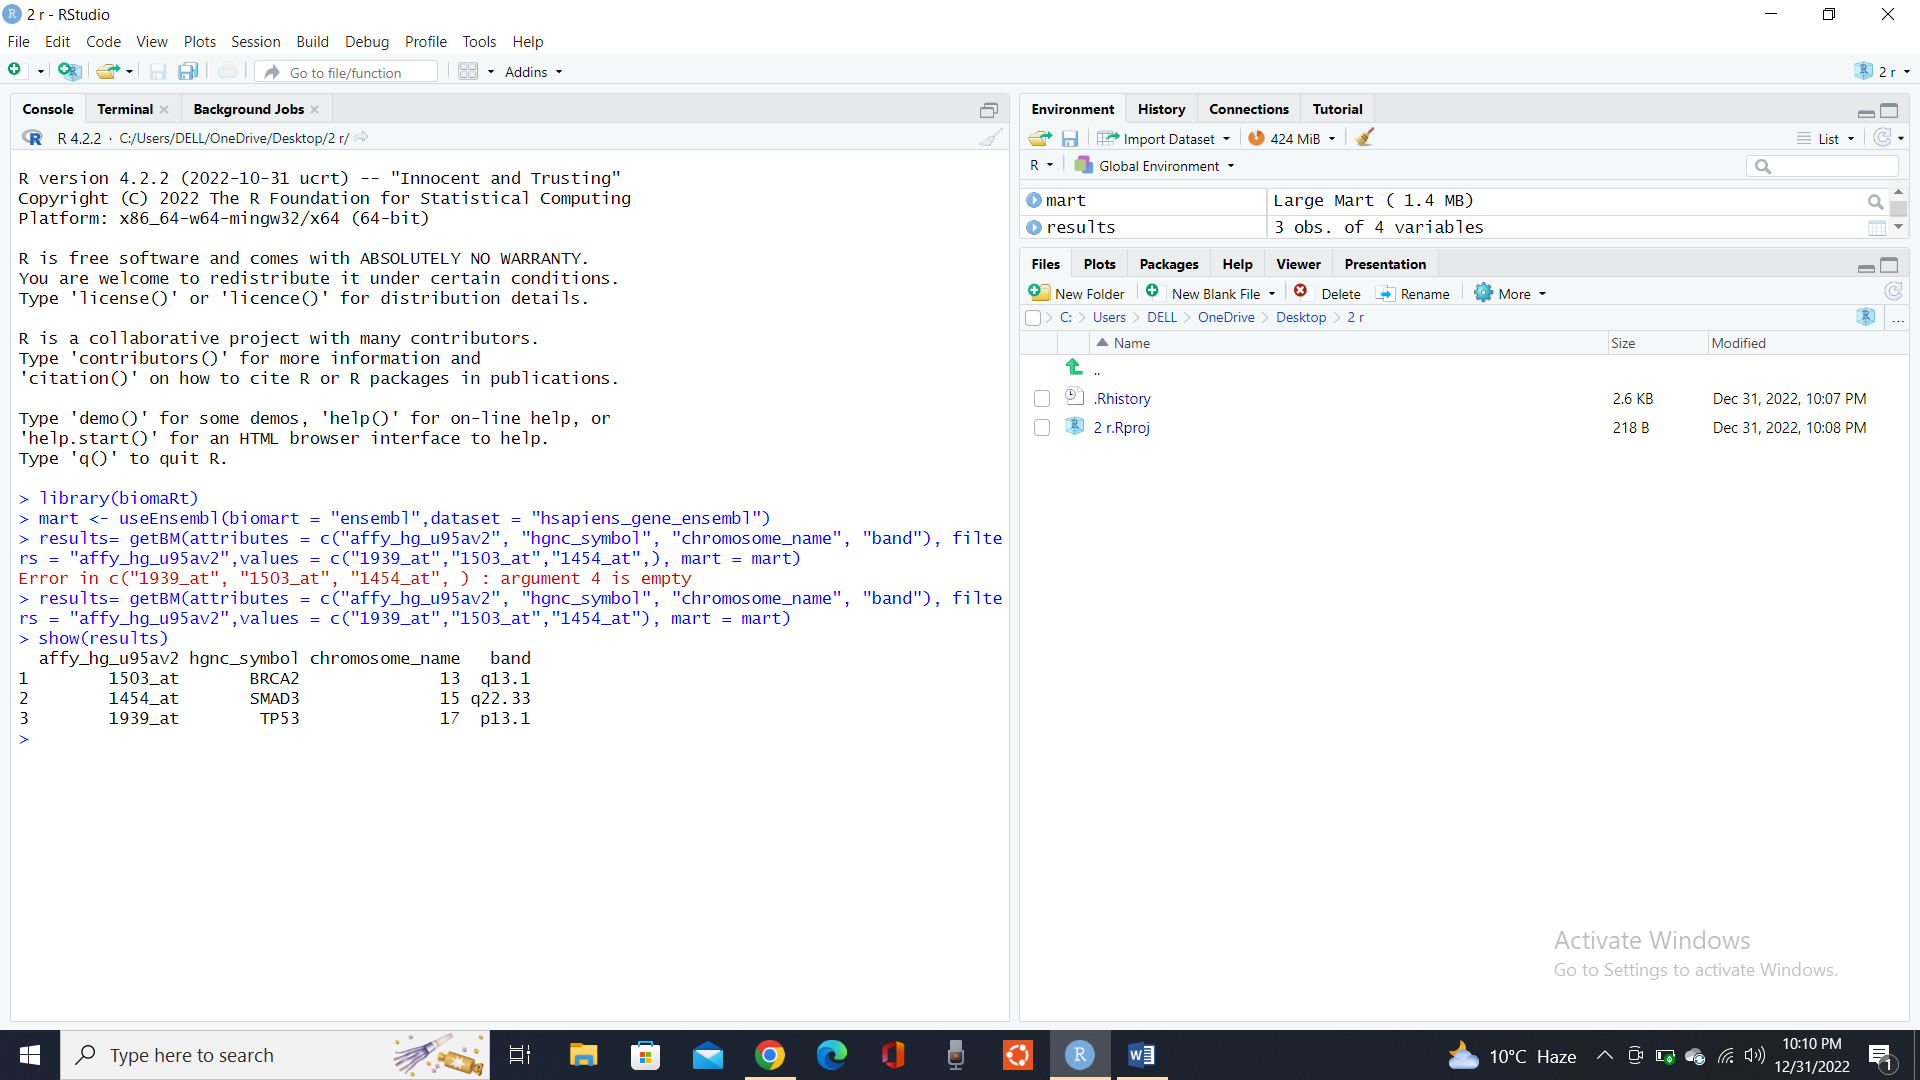 2 r - RStudio
File Edit Code View Plots Session Build Debug Profile Tools Help
Go to file/function Addins 2 r
Console Terminal Background Jobs
R 4.2.2 · C:/Users/DELL/OneDrive/Desktop/2 r/
R version 4.2.2 (2022-10-31 ucrt) -- "Innocent and Trusting"
Copyright (C) 2022 The R Foundation for Statistical Computing
Platform: x86_64-w64-mingw32/x64 (64-bit)
R is free software and comes with ABSOLUTELY NO WARRANTY.
You are welcome to redistribute it under certain conditions.
Type 'license()' or 'licence()' for distribution details.
R is a collaborative project with many contributors.
Type 'contributors()' for more information and
'citation()' on how to cite R or R packages in publications.
Type 'demo()' for some demos, 'help()' for on-line help, or
'help.start()' for an HTML browser interface to help.
Type 'q()' to quit R.
> library(biomaRt)
> mart <- useEnsembl(biomart = "ensembl",dataset = "hsapiens_gene_ensembl")
> results= getBM(attributes = c("affy_hg_u95av2", "hgnc_symbol", "chromosome_name", "band"), filte
rs = "affy_hg_u95av2",values = c("1939_at","1503_at","1454_at",), mart = mart)
Error in c("1939_at", "1503_at", "1454_at", ) : argument 4 is empty
> results= getBM(attributes = c("affy_hg_u95av2", "hgnc_symbol", "chromosome_name", "band"), filte
rs = "affy_hg_u95av2",values = c("1939_at","1503_at","1454_at"), mart = mart)
> show(results)
  affy_hg_u95av2 hgnc_symbol chromosome_name   band
1        1503_at       BRCA2              13  q13.1
2        1454_at       SMAD3              15 q22.33
3        1939_at        TP53              17  p13.1
>
Environment History Connections Tutorial
Import Dataset 424 MiB List
R Global Environment
mart Large Mart ( 1.4 MB)
results 3 obs. of 4 variables
Files Plots Packages Help Viewer Presentation
New Folder New Blank File Delete Rename More
C: > Users > DELL > OneDrive > Desktop > 2 r ...
Name Size Modified
..
.Rhistory 2.6 KB Dec 31, 2022, 10:07 PM
2 r.Rproj 218 B Dec 31, 2022, 10:08 PM
Activate Windows
Go to Settings to activate Windows.
Type here to search 10°C Haze 10:10 PM
12/31/2022 1